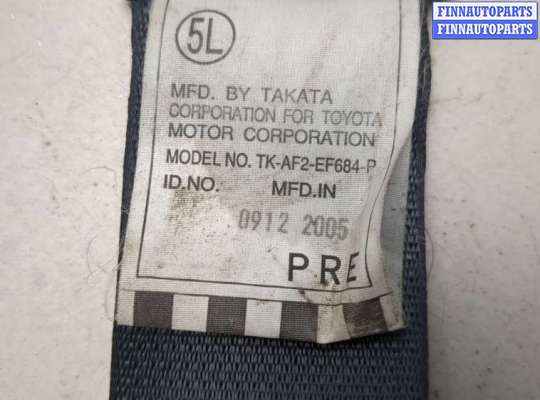 FINNAUTOPARTS
FINNAUTOPARTS
5L
MFD. BY TAKATA
CORPORATION FOR TOYOTA
MOTOR CORPORATION
MODEL NO. TK-AF2-EF684-P
ID.NO. MFD.IN
0912 2005
PRE